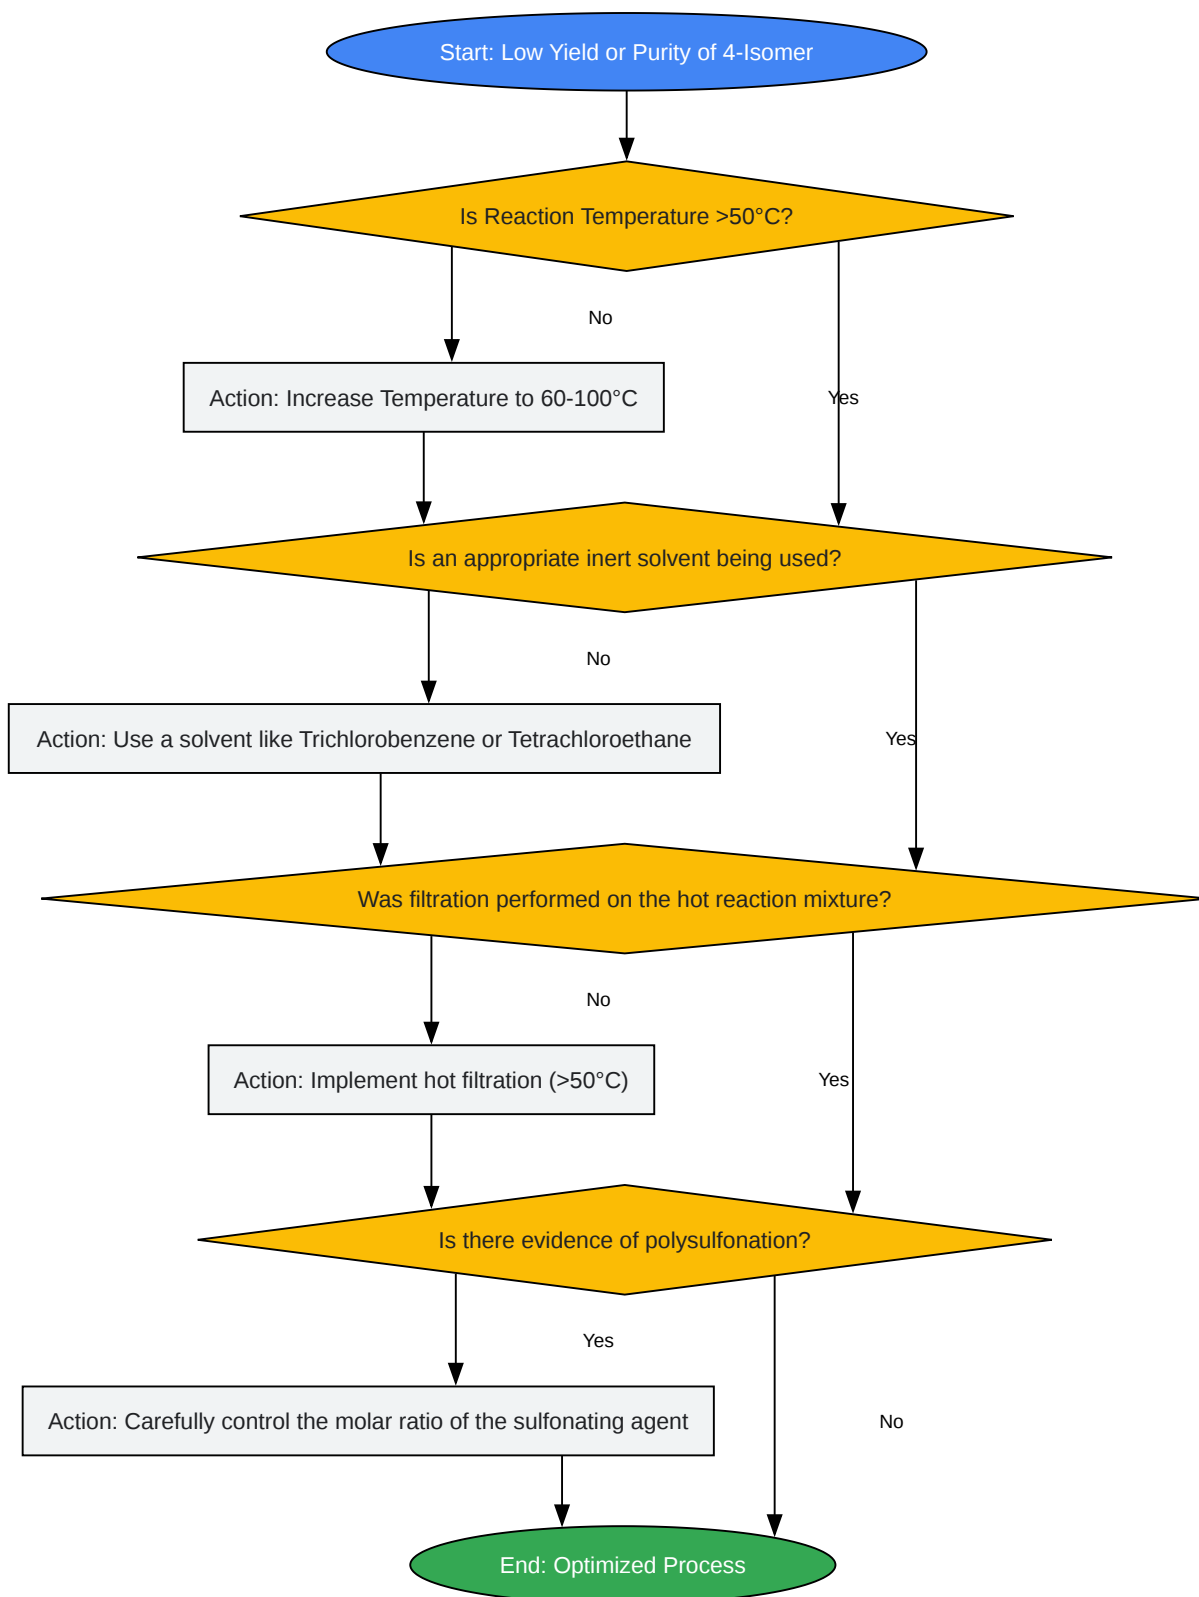 Start: Low Yield or Purity of 4-Isomer
Is Reaction Temperature >50°C?
No
Action: Increase Temperature to 60-100°C
Yes
Is an appropriate inert solvent being used?
No
Action: Use a solvent like Trichlorobenzene or Tetrachloroethane
Yes
Was filtration performed on the hot reaction mixture?
No
Action: Implement hot filtration (>50°C)
Yes
Is there evidence of polysulfonation?
Yes
Action: Carefully control the molar ratio of the sulfonating agent
No
End: Optimized Process